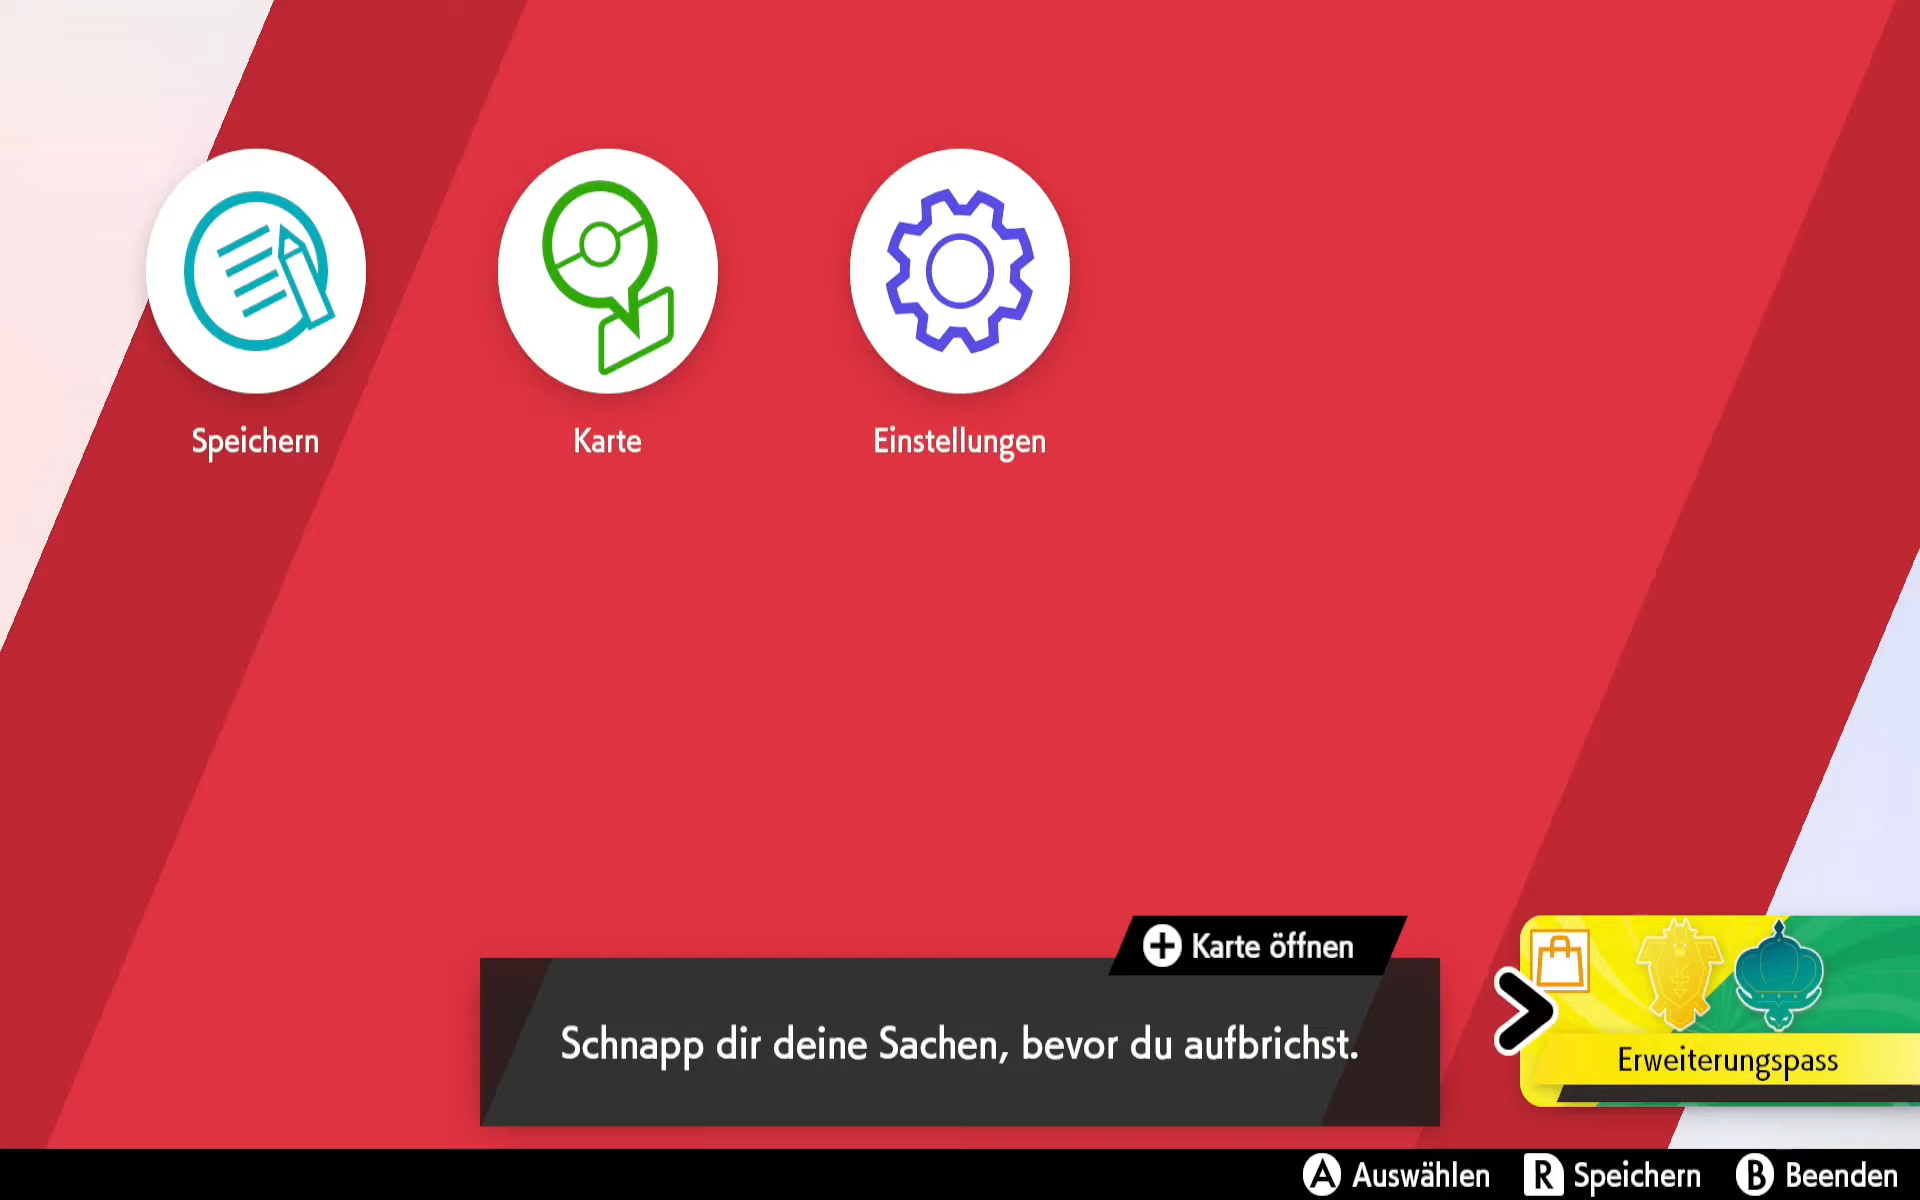 Speichern
Karte
Einstellungen
Karte öffnen
Schnapp dir deine Sachen, bevor du aufbrichst.
Erweiterungspass
A Auswählen R Speichern B Beenden